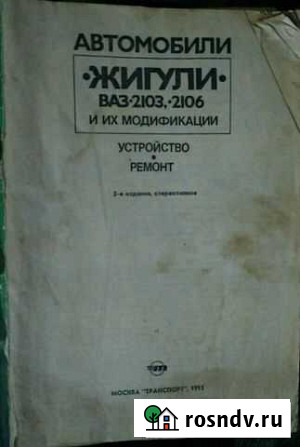 АВТОМОБИЛИ
·ЖИГУЛИ·
ВАЗ-2103,-2106
И ИХ МОДИФИКАЦИИ
УСТРОЙСТВО
•
РЕМОНТ
2-е издание, стереотипное
МОСКВА "ТРАНСПОРТ",
rosndv.ru